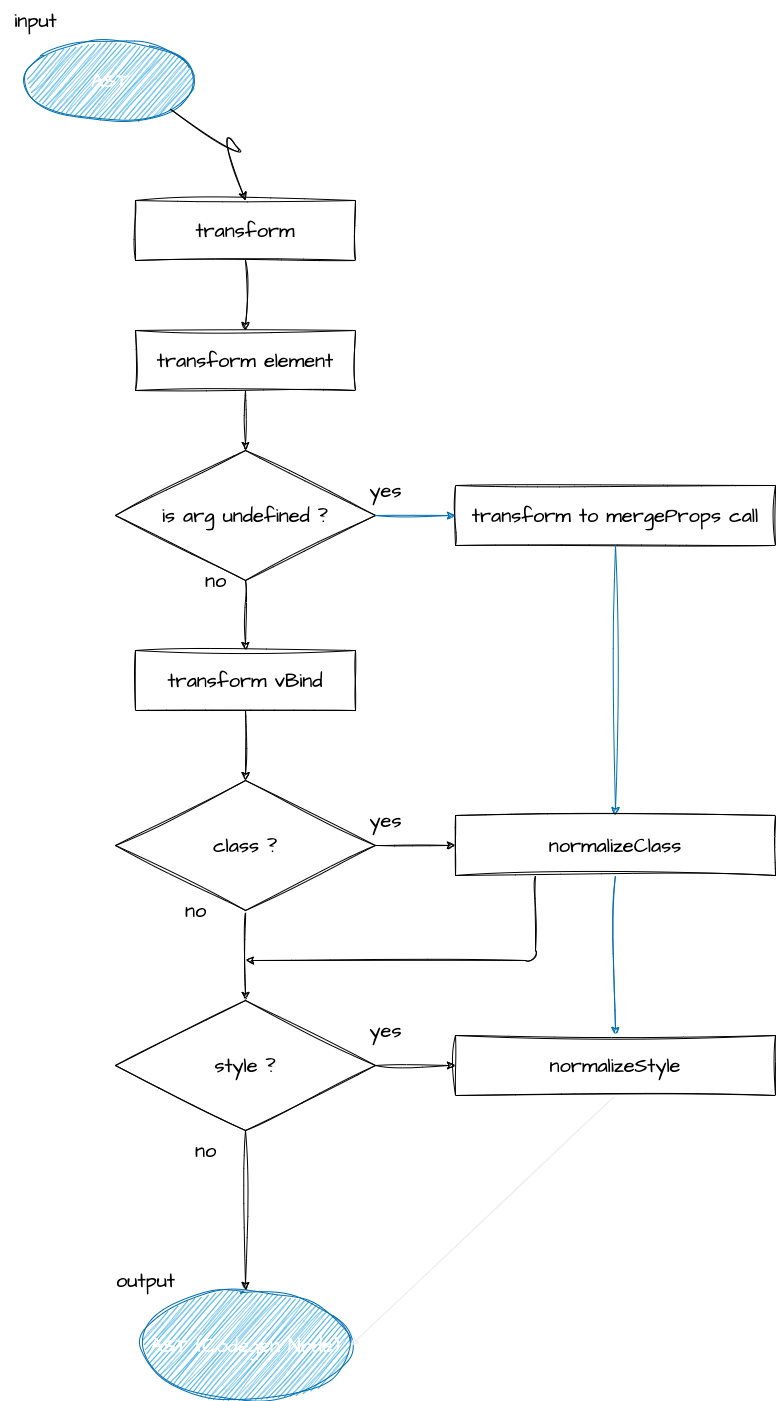 input
AST
transform
transform element
is arg undefined ?
yes
transform to mergeProps call
no
transform vBind
class ?
yes
normalizeClass
no
style ?
yes
normalizeStyle
no
output
AST (Codegen Node)